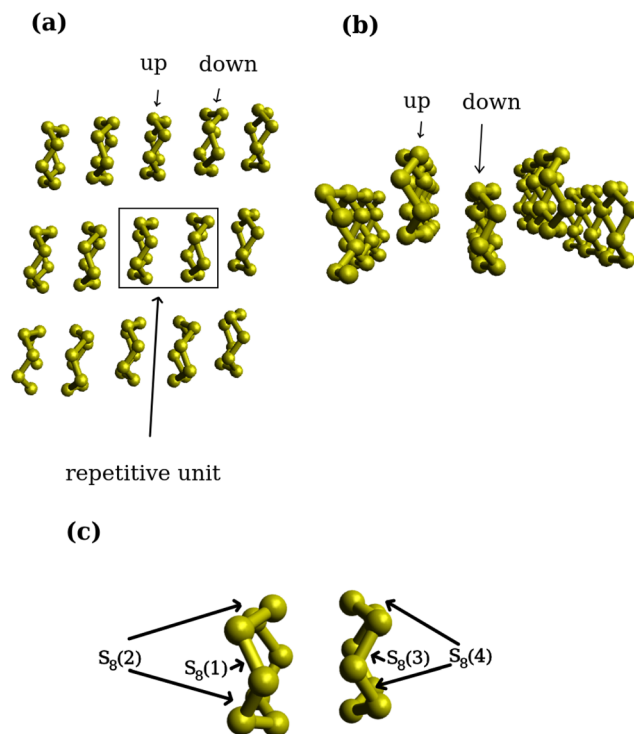 (a)
up down
repetitive unit
(b)
up down
(c)
S8(2)
S8(1)
S8(3)
S8(4)